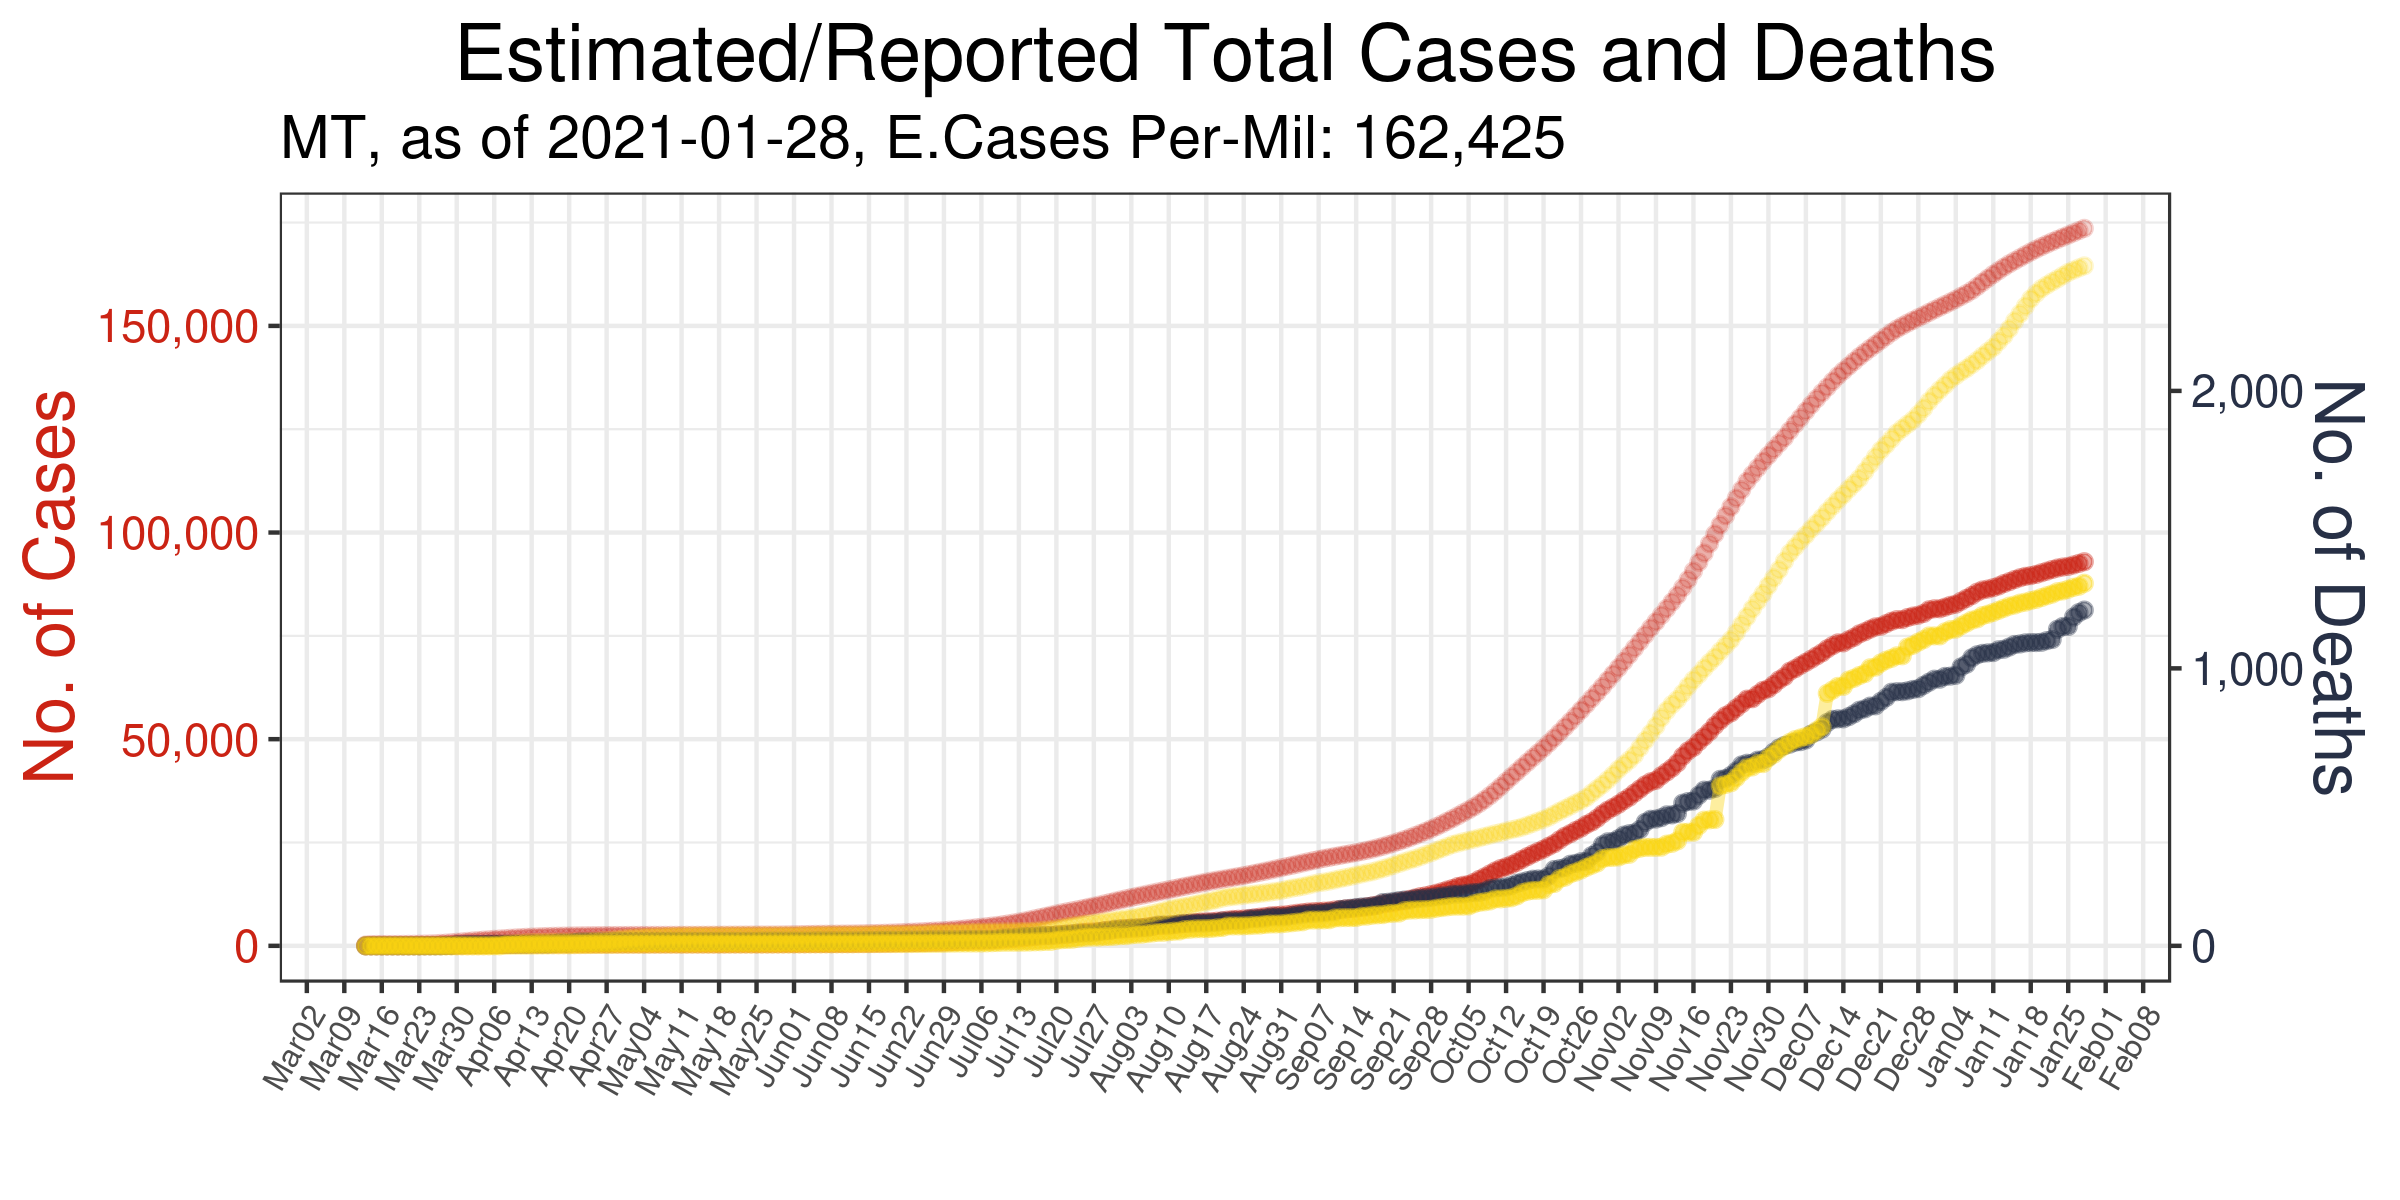 Estimated/Reported Total Cases and Deaths
MT, as of 2021-01-28, E.Cases Per-Mil: 162,425
No. of Cases
150,000
100,000
50,000
0
2,000
1,000
0
No. of Deaths
Mar02
Mar09
Mar16
Mar23
Mar30
Apr06
Apr13
Apr20
Apr27
May04
May11
May18
May25
Jun01
Jun08
Jun15
Jun22
Jun29
Jul06
Jul13
Jul20
Jul27
Aug03
Aug10
Aug17
Aug24
Aug31
Sep07
Sep14
Sep21
Sep28
Oct05
Oct12
Oct19
Oct26
Nov02
Nov09
Nov16
Nov23
Nov30
Dec07
Dec14
Dec21
Dec28
Jan04
Jan11
Jan18
Jan25
Feb01
Feb08